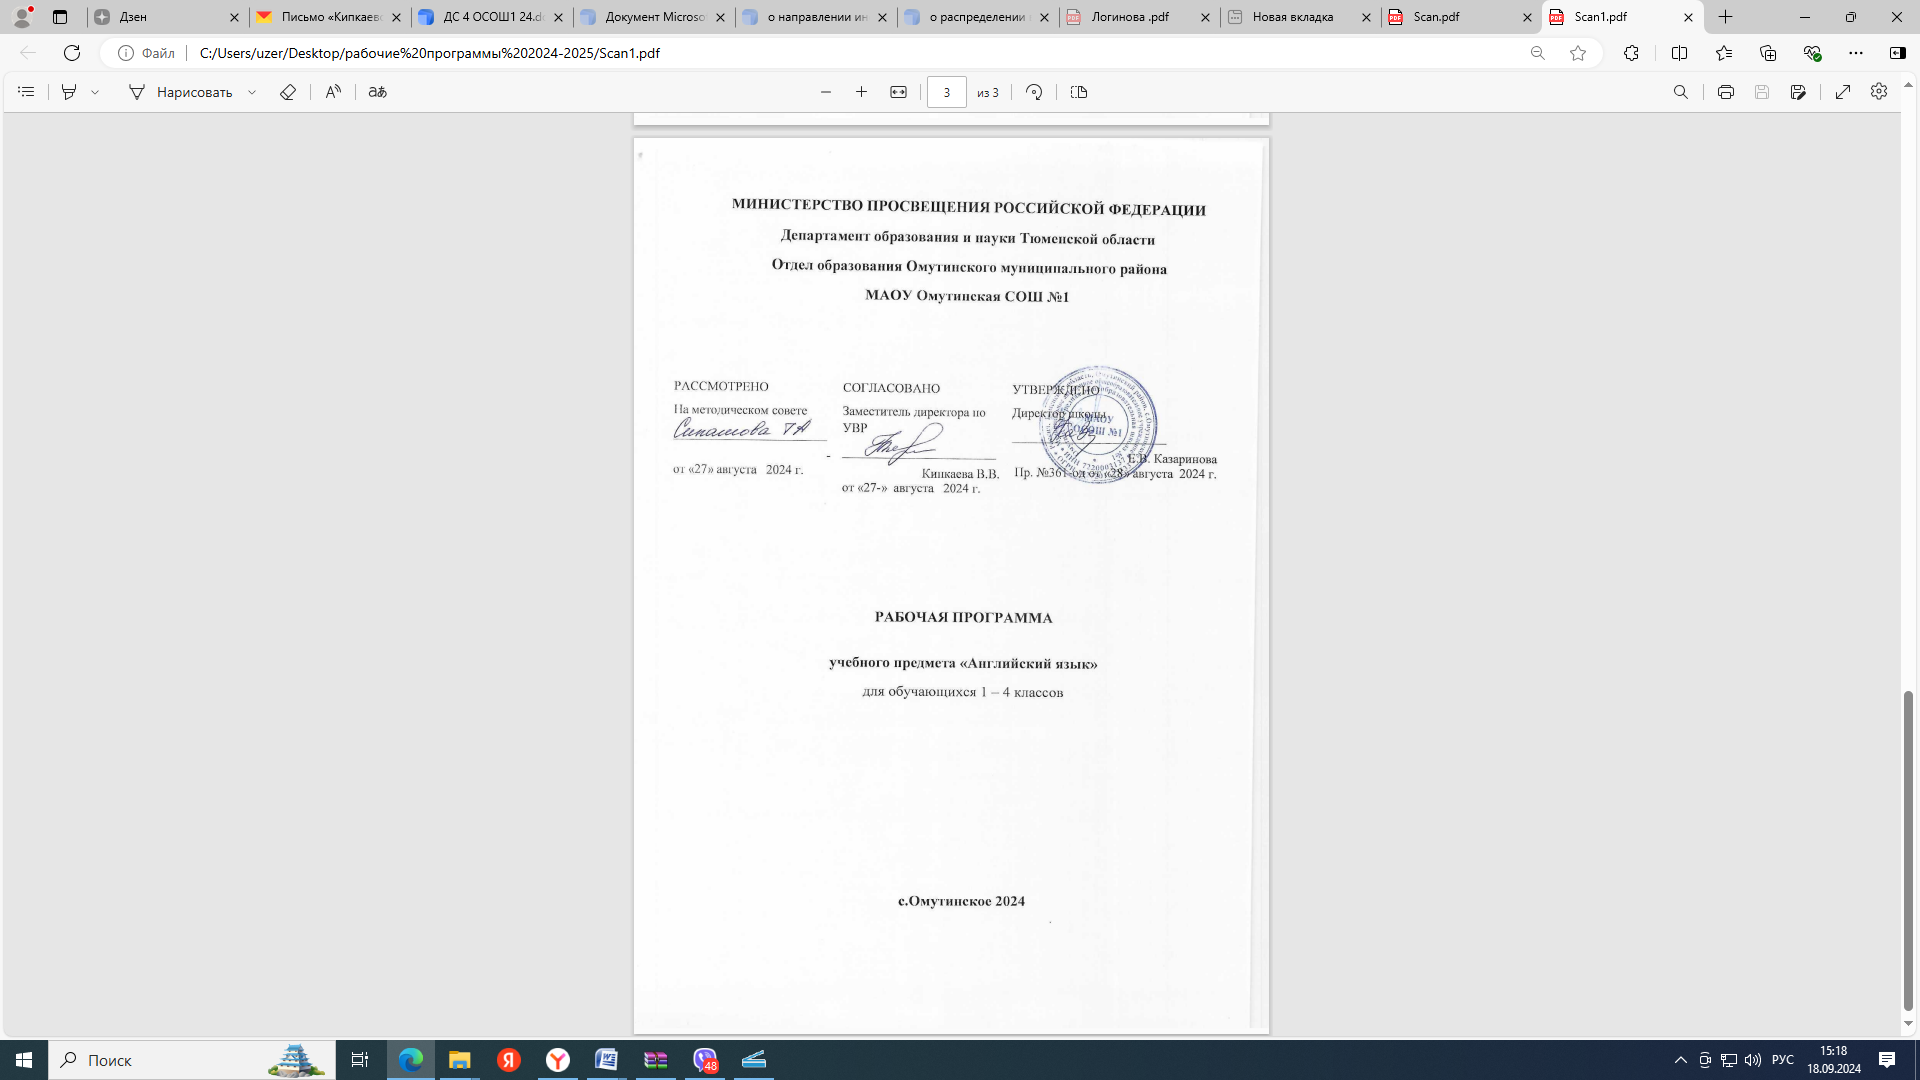 Дзен
Письмо «Кипкаев
ДС 4 ОСОШ1 24.do
Документ Microso
о направлении ин
о распределении
Логинова .pdf
Новая вкладка
Scan.pdf
Scan1.pdf
Файл
C:/Users/uzer/Desktop/рабочие%20программы%202024-2025/Scan1.pdf
Нарисовать
3 из 3
МИНИСТЕРСТВО ПРОСВЕЩЕНИЯ РОССИЙСКОЙ ФЕДЕРАЦИИ
Департамент образования и науки Тюменской области
Отдел образования Омутинского муниципального района
МАОУ Омутинская СОШ №1
РАССМОТРЕНО
На методическом совете
от «27» августа 2024 г.
СОГЛАСОВАНО
Заместитель директора по
УВР
Кипкаева В.В.
от «27-» августа 2024 г.
УТВЕРЖДЕНО
Директор школы
МАОУ
ОСОШ №1
Е.В. Казаринова
Пр. №361-од от «28» августа 2024 г.
РАБОЧАЯ ПРОГРАММА
учебного предмета «Английский язык»
для обучающихся 1 – 4 классов
с.Омутинское 2024
Поиск
48
РУС
15:18
18.09.2024